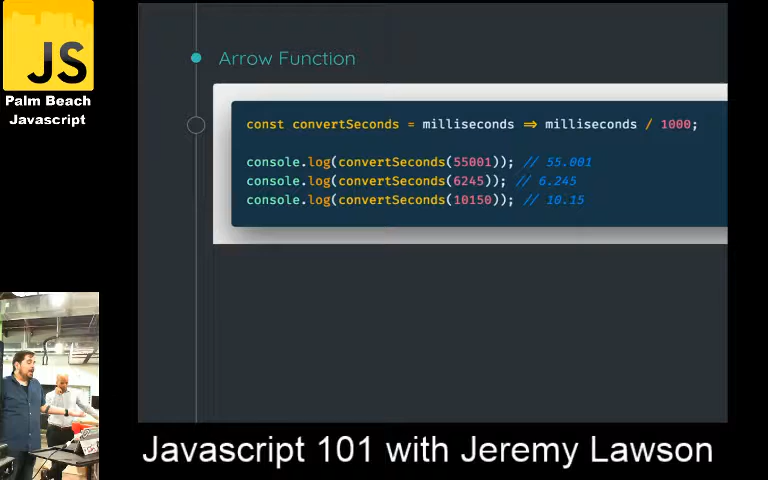 JS
Palm Beach
Javascript
Arrow Function
const convertSeconds = milliseconds => milliseconds / 1000;
console.log(convertSeconds(55001)); // 55.001
console.log(convertSeconds(6245)); // 6.245
console.log(convertSeconds(10150)); // 10.15
Javascript 101 with Jeremy Lawson